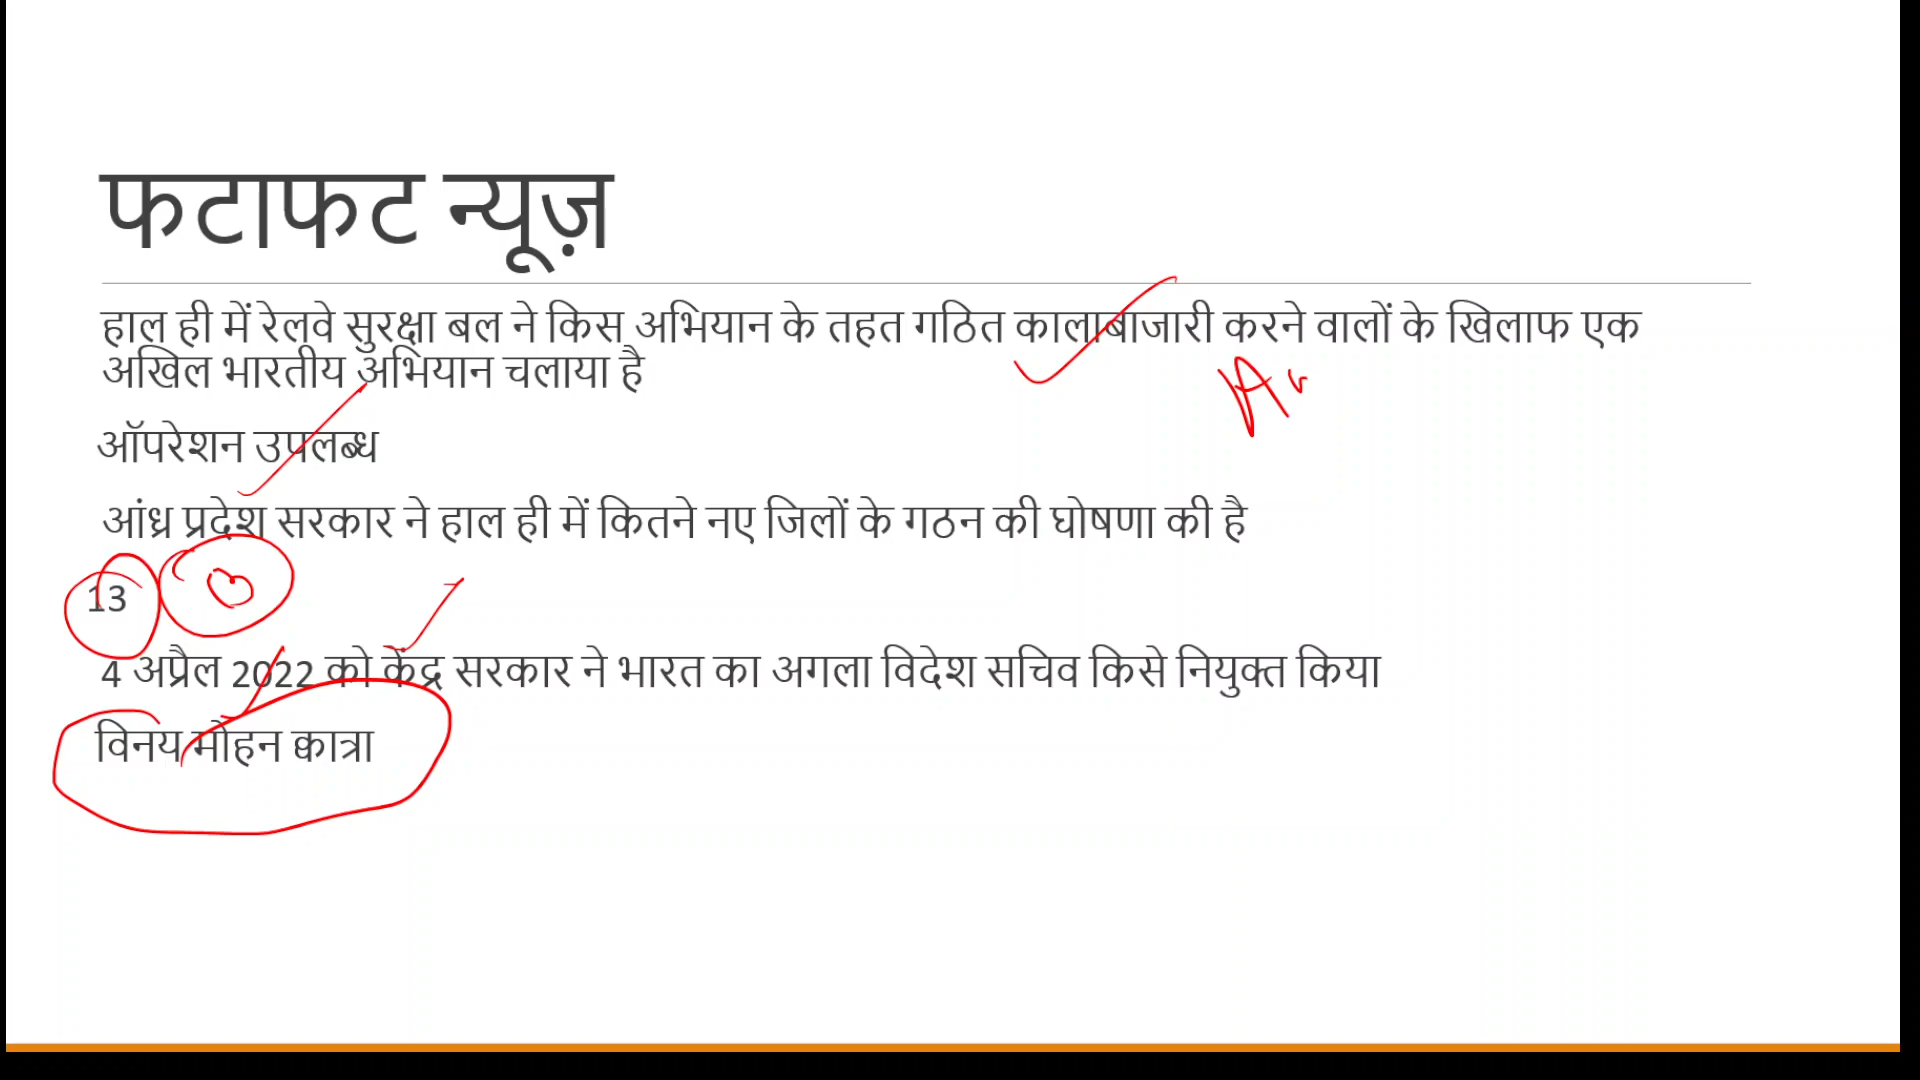 फटाफट न्यूज़
हाल ही में रेलवे सुरक्षा बल ने किस अभियान के तहत गठित कालाबाजारी करने वालों के खिलाफ एक
अखिल भारतीय अभियान चलाया है
ऑपरेशन उपलब्ध
आंध्र प्रदेश सरकार ने हाल ही में कितने नए जिलों के गठन की घोषणा की है
13
4 अप्रैल 2022 को केंद्र सरकार ने भारत का अगला विदेश सचिव किसे नियुक्त किया
विनय मोहन क्वात्रा